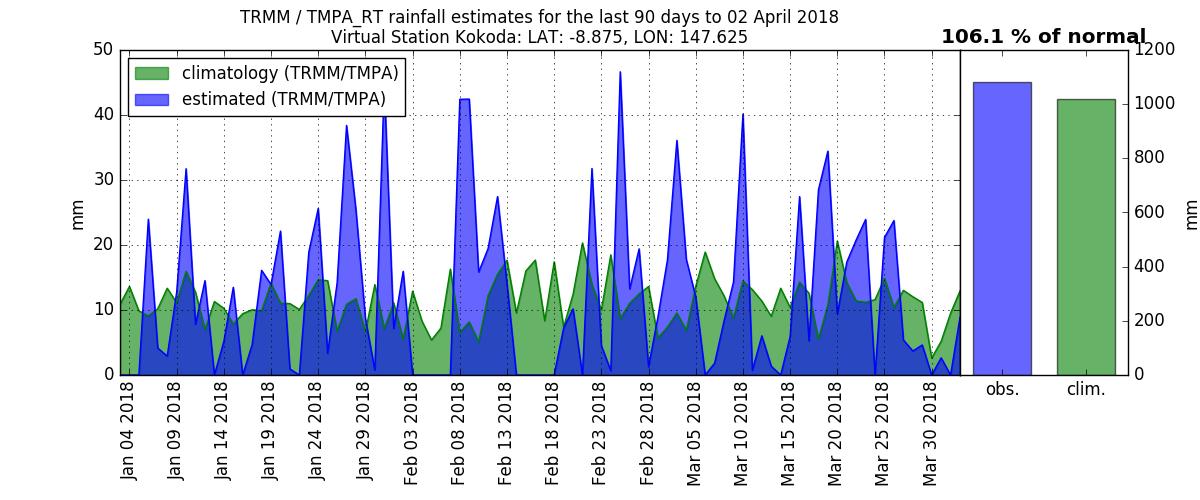 TRMM / TMPA_RT rainfall estimates for the last 90 days to 02 April 2018
Virtual Station Kokoda: LAT: -8.875, LON: 147.625
106.1 % of normal
climatology (TRMM/TMPA)
estimated (TRMM/TMPA)
50
40
30
20
10
0
mm
Jan 04 2018
Jan 09 2018
Jan 14 2018
Jan 19 2018
Jan 24 2018
Jan 29 2018
Feb 03 2018
Feb 08 2018
Feb 13 2018
Feb 18 2018
Feb 23 2018
Feb 28 2018
Mar 05 2018
Mar 10 2018
Mar 15 2018
Mar 20 2018
Mar 25 2018
Mar 30 2018
obs.
clim.
1200
1000
800
600
400
200
0
mm